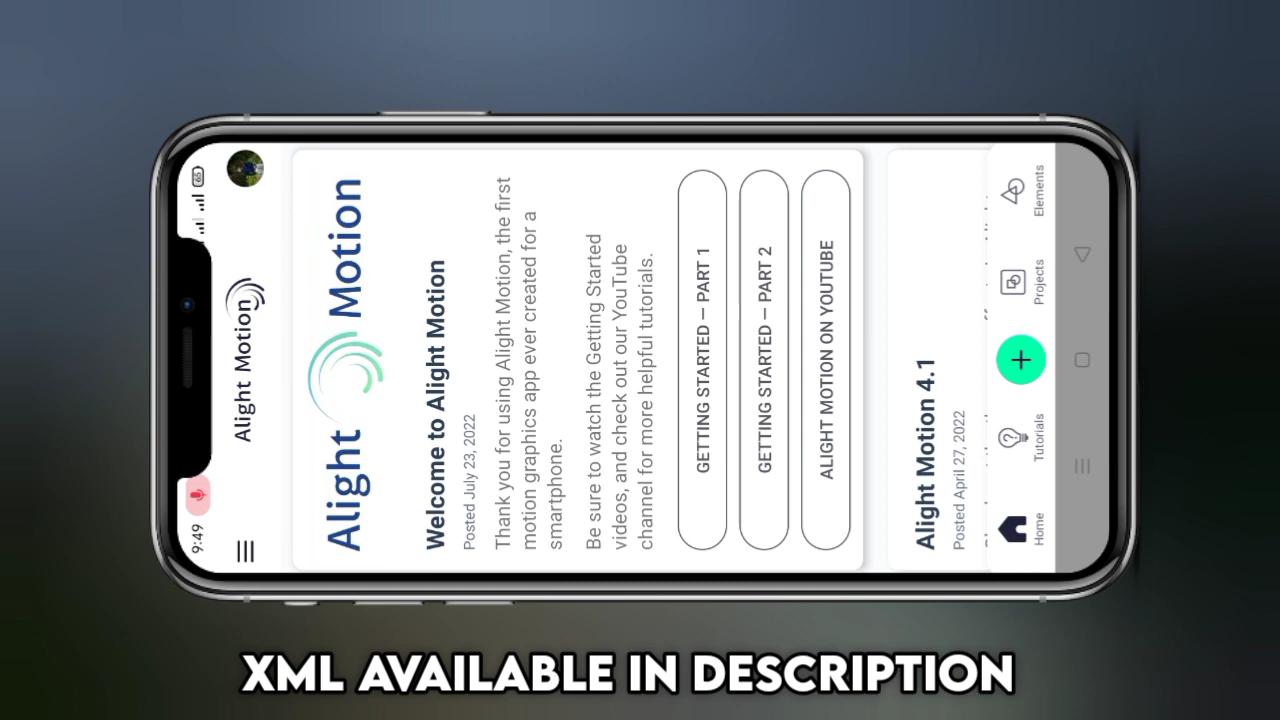 9:49
65
Alight Motion
Alight Motion
Welcome to Alight Motion
Posted July 23, 2022
Thank you for using Alight Motion, the first
motion graphics app ever created for a
smartphone.
Be sure to watch the Getting Started
videos, and check out our YouTube
channel for more helpful tutorials.
GETTING STARTED – PART 1
GETTING STARTED – PART 2
ALIGHT MOTION ON YOUTUBE
Alight Motion 4.1
Posted April 27, 2022
Home
Tutorials
Projects
Elements
XML AVAILABLE IN DESCRIPTION